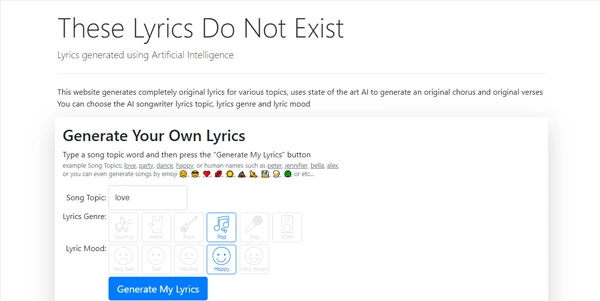 These Lyrics Do Not Exist
Lyrics generated using Artificial Intelligence
This website generates completely original lyrics for various topics, uses state of the art AI to generate an original chorus and original verses
You can choose the AI songwriter lyrics topic, lyrics genre and lyric mood
Generate Your Own Lyrics
Type a song topic word and then press the "Generate My Lyrics" button
example Song Topics: love, party, dance, happy, or human names such as peter, jennifer, bella, alex,
or you can even generate songs by emoji 😀, 😎, ❤️, or etc...
Song Topic: love
Lyrics Genre:
Country Metal Rock Pop Rap EDM
Lyric Mood:
Very Sad Sad Neutral Happy Very Happy
Generate My Lyrics